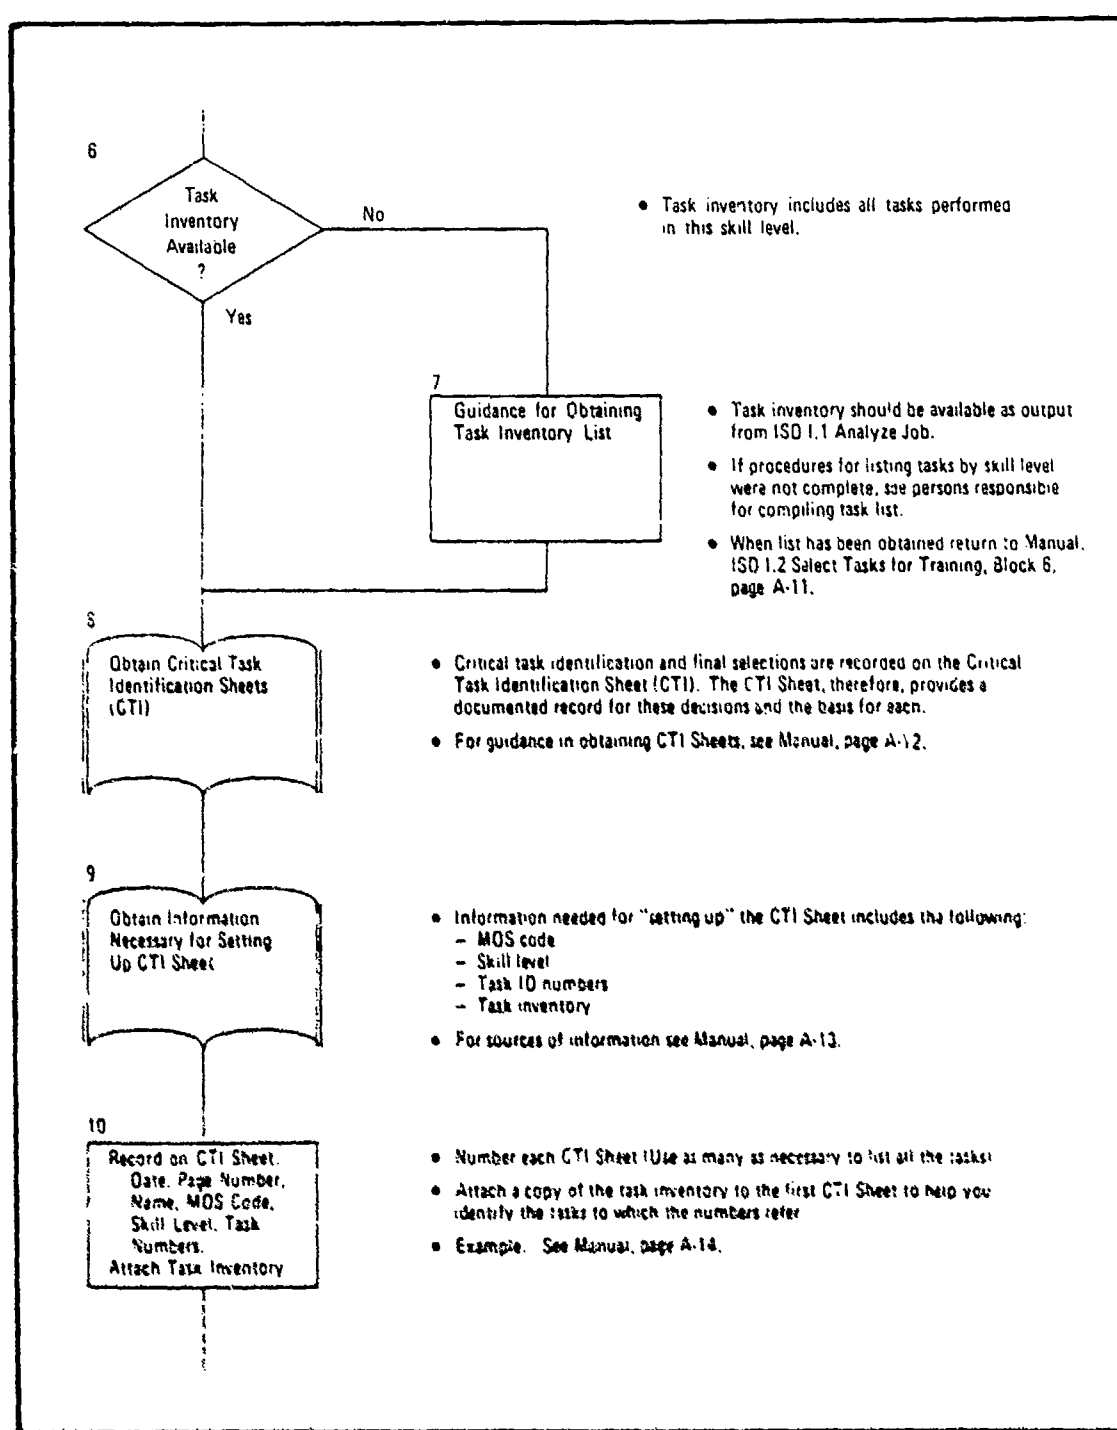 6
Task
Inventory
Available
?
No
Yes
• Task inventory includes all tasks performed
in this skill level.
7
Guidance for Obtaining
Task Inventory List
• Task inventory should be available as output
from ISD I.1 Analyze Job.
• If procedures for listing tasks by skill level
were not complete, see persons responsible
for compiling task list.
• When list has been obtained return to Manual,
ISD I.2 Select Tasks for Training, Block 6,
page A-11.
8
Obtain Critical Task
Identification Sheets
(CTI)
• Critical task identification and final selections are recorded on the Critical
Task Identification Sheet (CTI). The CTI Sheet, therefore, provides a
documented record for these decisions and the basis for each.
• For guidance in obtaining CTI Sheets, see Manual, page A-12.
9
Obtain Information
Necessary for Setting
Up CTI Sheet
• Information needed for "setting up" the CTI Sheet includes the following:
– MOS code
– Skill level
– Task ID numbers
– Task inventory
• For sources of information see Manual, page A-13.
10
Record on CTI Sheet.
Date, Page Number,
Name, MOS Code,
Skill Level, Task
Numbers.
Attach Task Inventory
• Number each CTI Sheet (Use as many as necessary to list all the tasks)
• Attach a copy of the task inventory to the first CTI Sheet to help you
identify the tasks to which the numbers refer
• Example. See Manual, page A-14.